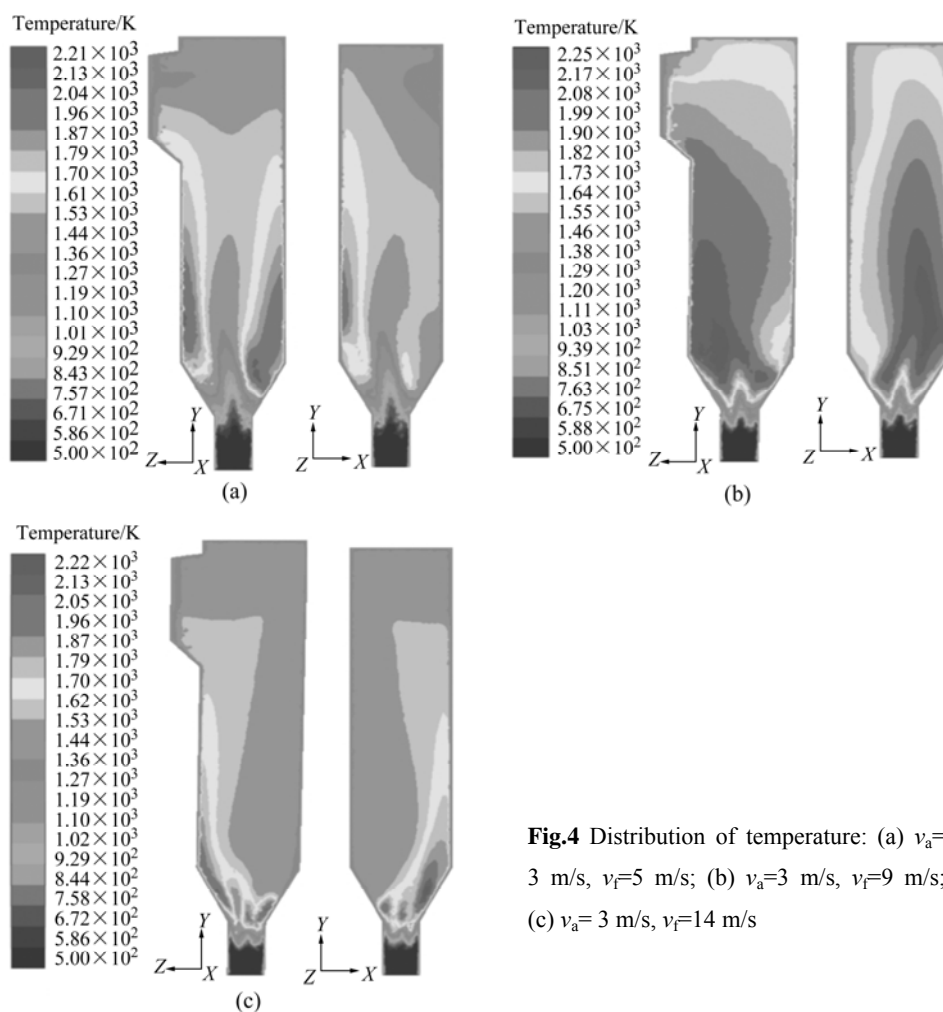 Temperature/K
2.21×10³
2.13×10³
2.04×10³
1.96×10³
1.87×10³
1.79×10³
1.70×10³
1.61×10³
1.53×10³
1.44×10³
1.36×10³
1.27×10³
1.19×10³
1.10×10³
1.01×10³
9.29×10²
8.43×10²
7.57×10²
6.71×10²
5.86×10²
5.00×10²
Y
Z
X
Y
Z
X
(a)
Temperature/K
2.25×10³
2.17×10³
2.08×10³
1.99×10³
1.90×10³
1.82×10³
1.73×10³
1.64×10³
1.55×10³
1.46×10³
1.38×10³
1.29×10³
1.20×10³
1.11×10³
1.03×10³
9.39×10²
8.51×10²
7.63×10²
6.75×10²
5.88×10²
5.00×10²
Y
Z
X
Y
Z
X
(b)
Temperature/K
2.22×10³
2.13×10³
2.05×10³
1.96×10³
1.87×10³
1.79×10³
1.70×10³
1.62×10³
1.53×10³
1.44×10³
1.36×10³
1.27×10³
1.19×10³
1.10×10³
1.02×10³
9.29×10²
8.44×10²
7.58×10²
6.72×10²
5.86×10²
5.00×10²
Y
Z
X
Y
Z
X
(c)
Fig.4 Distribution of temperature: (a) vₐ=
3 m/s, v_f=5 m/s; (b) vₐ=3 m/s, v_f=9 m/s;
(c) vₐ= 3 m/s, v_f=14 m/s